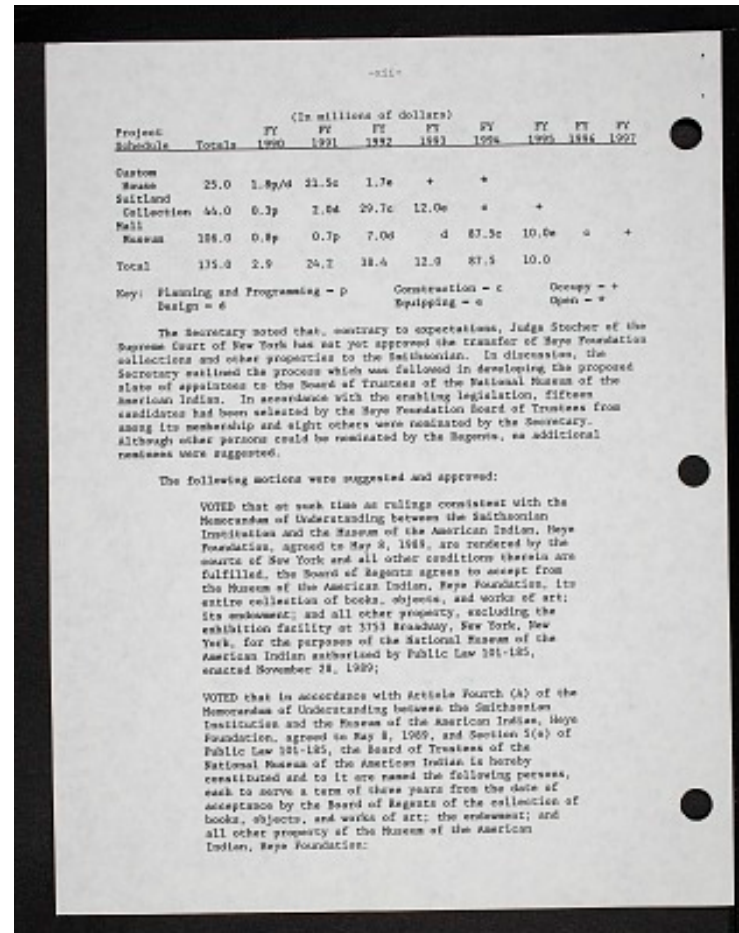 -xii-
(In millions of dollars)
Project FY FY FY FY FY FY FY FY
Schedule Totals 1990 1991 1992 1993 1994 1995 1996 1997
Custom
House 25.0 1.8p/d 21.5c 1.7e + *
Suitland
Collection 44.0 0.3p 2.0d 29.7c 12.0e e +
Mall
Museum 106.0 0.8p 0.7p 7.0d d 87.5c 10.0e e +
Total 175.0 2.9 24.2 38.4 12.0 87.5 10.0
Key: Planning and Programming - p Construction - c Occupy - +
Design - d Equipping - e Open - *
The Secretary noted that, contrary to expectations, Judge Stecher of the
Supreme Court of New York has not yet approved the transfer of Heye Foundation
collections and other properties to the Smithsonian. In discussion, the
Secretary outlined the process which was followed in developing the proposed
slate of appointees to the Board of Trustees of the National Museum of the
American Indian. In accordance with the enabling legislation, fifteen
candidates had been selected by the Heye Foundation Board of Trustees from
among its membership and eight others were nominated by the Secretary.
Although other persons could be nominated by the Regents, no additional
nominees were suggested.
The following motions were suggested and approved:
VOTED that at such time as rulings consistent with the
Memorandum of Understanding between the Smithsonian
Institution and the Museum of the American Indian, Heye
Foundation, agreed to May 8, 1989, are rendered by the
courts of New York and all other conditions therein are
fulfilled, the Board of Regents agrees to accept from
the Museum of the American Indian, Heye Foundation, its
entire collection of books, objects, and works of art;
its endowment; and all other property, excluding the
exhibition facility at 3753 Broadway, New York, New
York, for the purposes of the National Museum of the
American Indian authorized by Public Law 101-185,
enacted November 28, 1989;
VOTED that in accordance with Article Fourth (A) of the
Memorandum of Understanding between the Smithsonian
Institution and the Museum of the American Indian, Heye
Foundation, agreed to May 8, 1989, and Section 5(e) of
Public Law 101-185, the Board of Trustees of the
National Museum of the American Indian is hereby
constituted and to it are named the following persons,
each to serve a term of three years from the date of
acceptance by the Board of Regents of the collection of
books, objects, and works of art; the endowment; and
all other property of the Museum of the American
Indian, Heye Foundation: